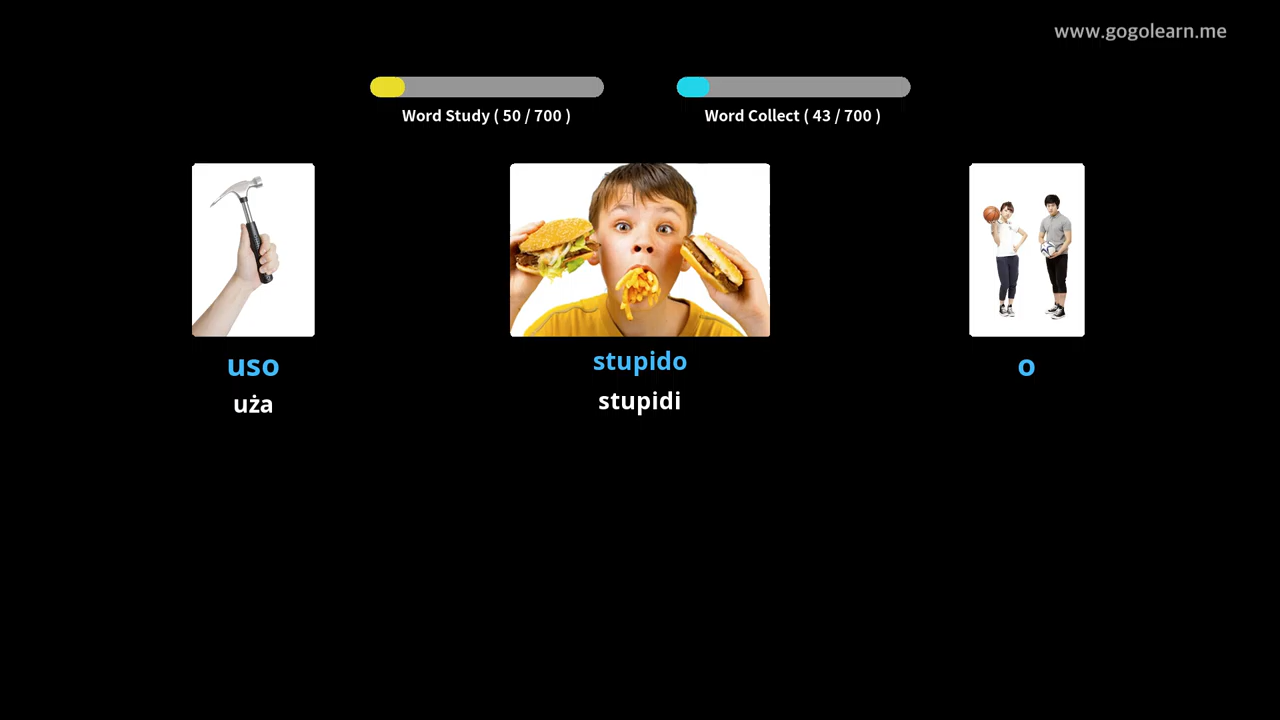 www.gogolearn.me
Word Study ( 50 / 700 )
Word Collect ( 43 / 700 )
uso
uża
stupido
stupidi
o